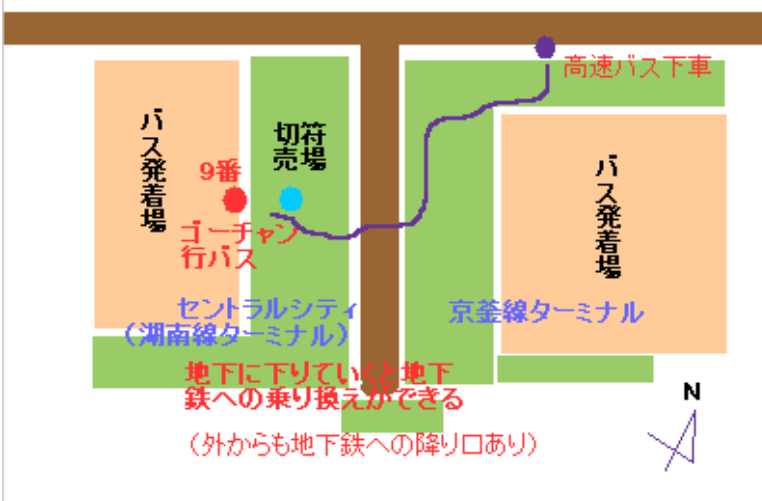 高速バス下車
バス発着場
切符
売場
9番
ゴーチャン
行バス
バス発着場
セントラルシティ
（湖南線ターミナル）
京釜線ターミナル
地下に下りていくと地下
鉄への乗り換えができる
（外からも地下鉄への降り口あり）
N